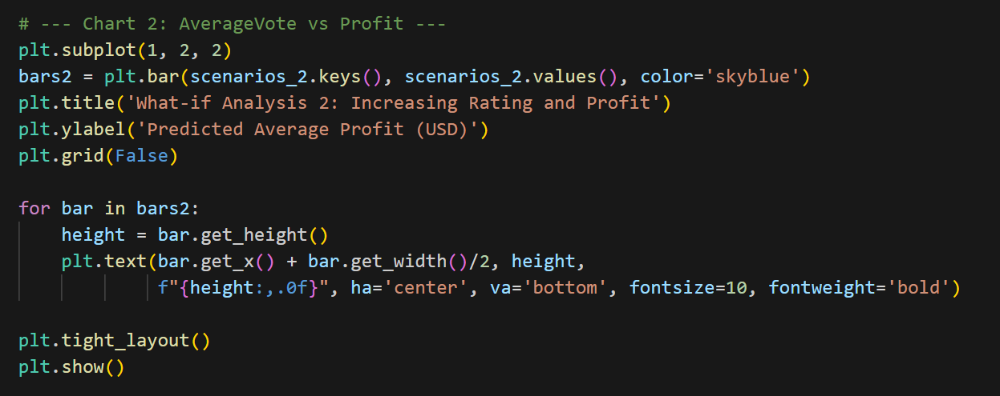 # --- Chart 2: AverageVote vs Profit ---
plt.subplot(1, 2, 2)
bars2 = plt.bar(scenarios_2.keys(), scenarios_2.values(), color='skyblue')
plt.title('What-if Analysis 2: Increasing Rating and Profit')
plt.ylabel('Predicted Average Profit (USD)')
plt.grid(False)

for bar in bars2:
    height = bar.get_height()
    plt.text(bar.get_x() + bar.get_width()/2, height,
             f"{height:,.0f}", ha='center', va='bottom', fontsize=10, fontweight='bold')

plt.tight_layout()
plt.show()